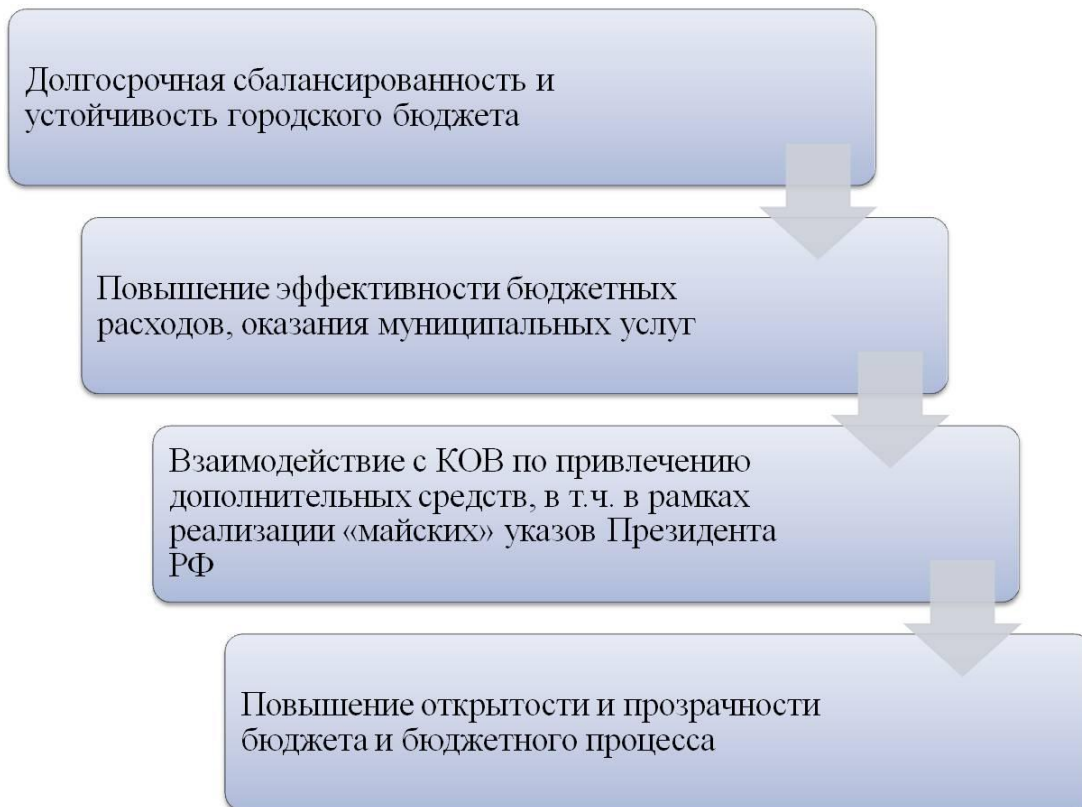 Долгосрочная сбалансированность и
устойчивость городского бюджета
Повышение эффективности бюджетных
расходов, оказания муниципальных услуг
Взаимодействие с КОВ по привлечению
дополнительных средств, в т.ч. в рамках
реализации «майских» указов Президента
РФ
Повышение открытости и прозрачности
бюджета и бюджетного процесса